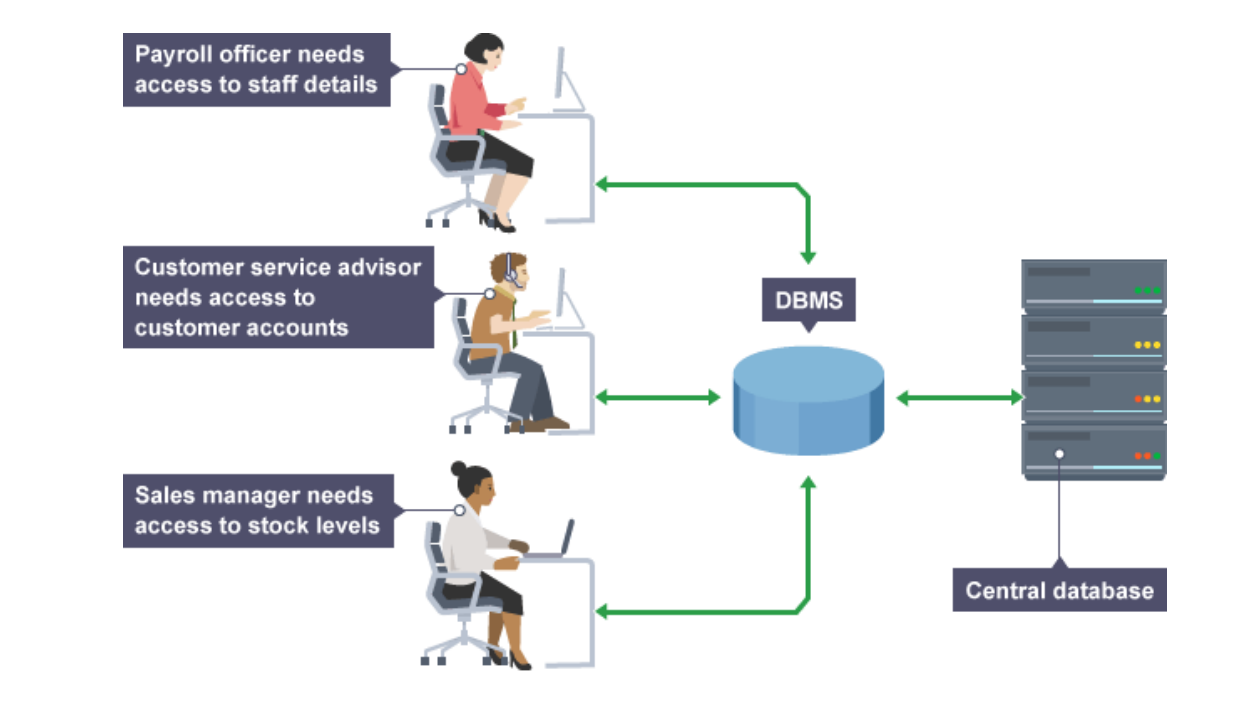 Payroll officer needs
access to staff details
Customer service advisor
needs access to
customer accounts
DBMS
Sales manager needs
access to stock levels
Central database